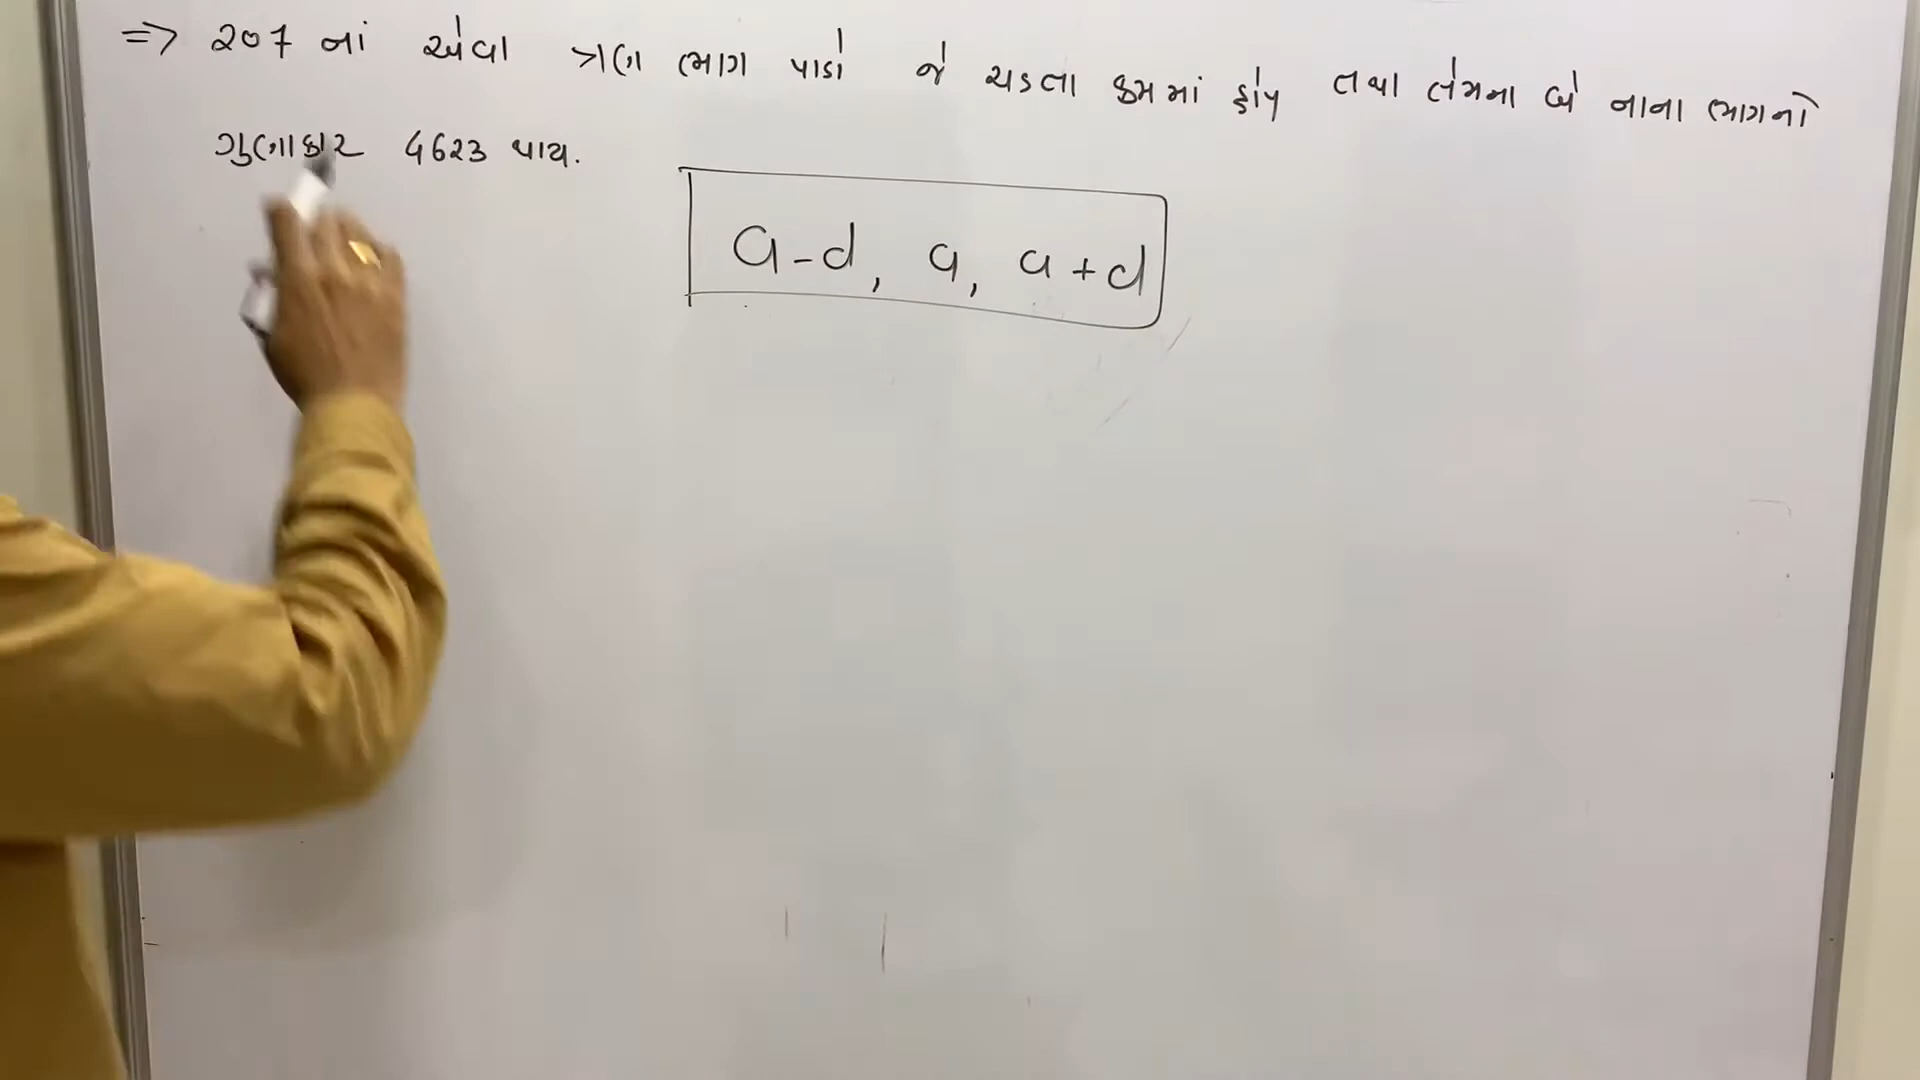 => 207 નાં એવા ત્રણ ભાગ પાડો જે ચડતા ક્રમમાં હોય તથા તેમના બે નાના ભાગનો
ગુણાકાર 4623 થાય.
a-d, a, a+d